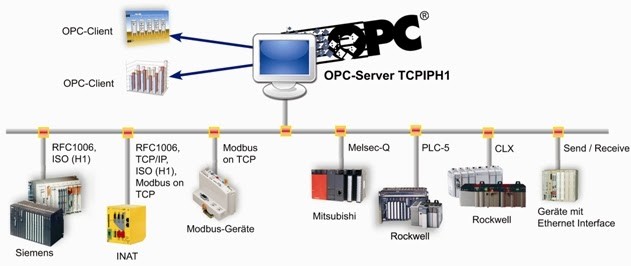 OPC-Client
OPC®
OPC-Client
OPC-Server TCPIPH1
RFC1006,
ISO (H1)
Siemens
RFC1006,
TCP/IP,
ISO (H1),
Modbus on
TCP
INAT
Modbus
on TCP
Modbus-Geräte
Melsec-Q
Mitsubishi
PLC-5
Rockwell
CLX
Rockwell
Send / Receive
Geräte mit
Ethernet Interface